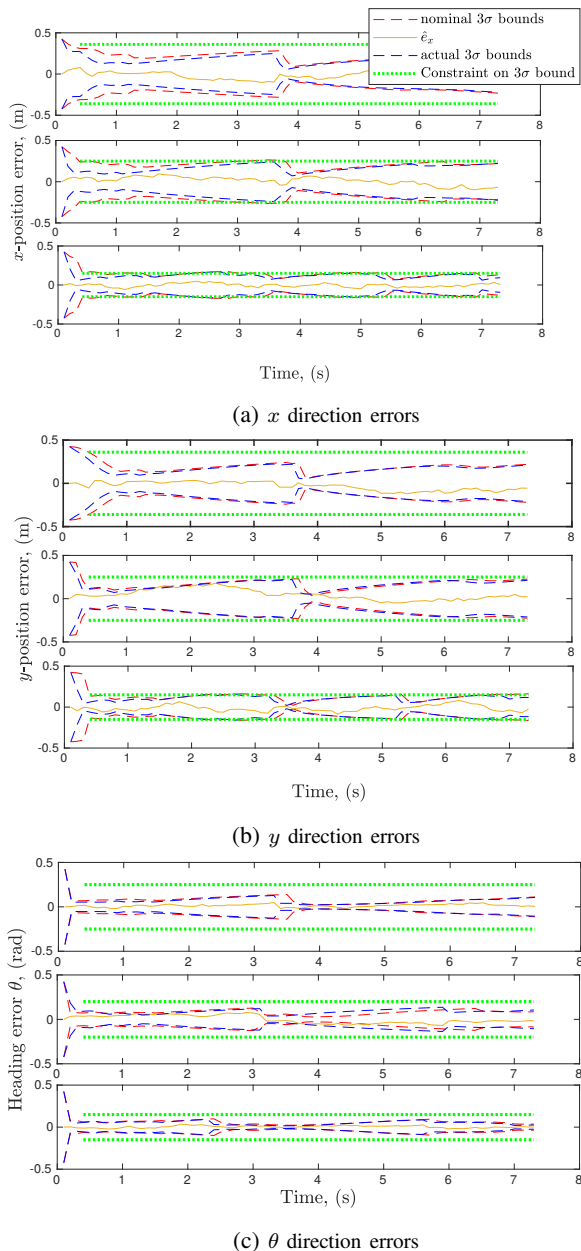 nominal 3σ bounds
ê_x
actual 3σ bounds
Constraint on 3σ bound
x-position error, (m)
0.5
0
-0.5
0 1 2 3 4 5 6 7 8
0.5
0
-0.5
0 1 2 3 4 5 6 7 8
0.5
0
-0.5
0 1 2 3 4 5 6 7 8
Time, (s)
(a) x direction errors
y-position error, (m)
0.5
0
-0.5
0 1 2 3 4 5 6 7 8
0.5
0
-0.5
0 1 2 3 4 5 6 7 8
0.5
0
-0.5
0 1 2 3 4 5 6 7 8
Time, (s)
(b) y direction errors
Heading error θ, (rad)
0.5
0
-0.5
0 1 2 3 4 5 6 7 8
0.5
0
-0.5
0 1 2 3 4 5 6 7 8
0.5
0
-0.5
0 1 2 3 4 5 6 7 8
Time, (s)
(c) θ direction errors